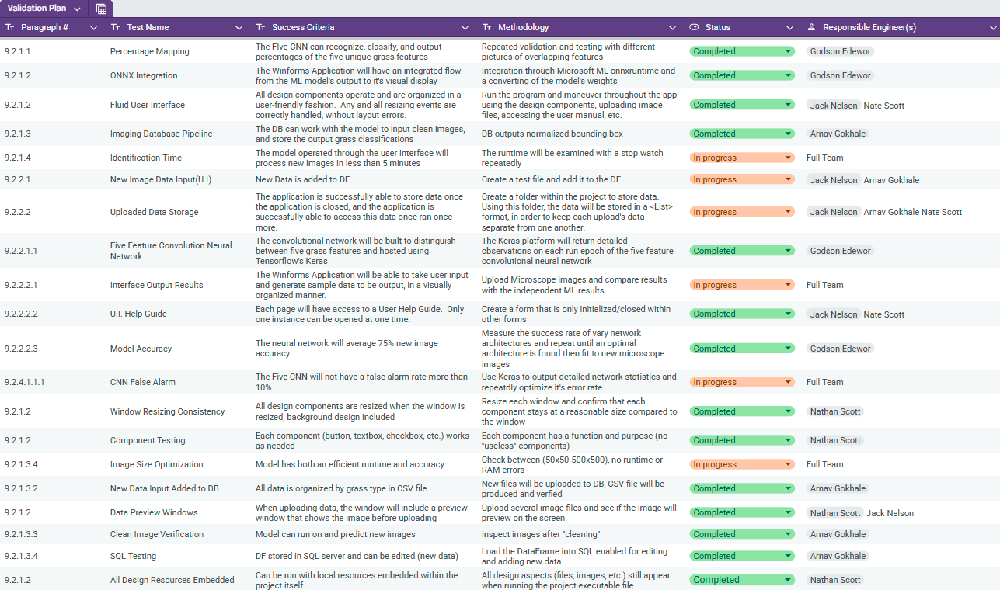 Validation Plan
Paragraph # Test Name Success Criteria Methodology Status Responsible Engineer(s)
9.2.1.1 Percentage Mapping The FIve CNN can recognize, classify, and output percentages of the five unique grass features Repeated validation and testing with different pictures of overlapping features Completed Godson Edewor
9.2.1.2 ONNX Integration The Winforms Application will have an integrated flow from the ML model's output to it's visual display Integration through Microsoft ML onnxruntime and a converting of the model's weights Completed Godson Edewor
9.2.1.2 Fluid User Interface All design components operate and are organized in a user-friendly fashion. Any and all resizing events are correctly handled, without layout errors. Run the program and maneuver throughout the app using the design components, uploading image files, accessing the user manual, etc. Completed Jack Nelson Nate Scott
9.2.1.3 Imaging Database Pipeline The DB can work with the model to input clean images, and store the output grass classifications DB outputs normalized bounding box Completed Arnav Gokhale
9.2.1.4 Identification Time The model operated through the user interface will process new images in less than 5 minutes The runtime will be examined with a stop watch repeatedly In progress Full Team
9.2.2.1 New Image Data Input(U.I) New Data is added to DF Create a test file and add it to the DF In progress Jack Nelson Arnav Gokhale
9.2.2.2 Uploaded Data Storage The application is successfully able to store data once the application is closed, and the application is successfully able to access this data once ran once more. Create a folder within the project to store data. Using this folder, the data will be stored in a <List> format, in order to keep each upload's data separate from one another. In progress Jack Nelson Arnav Gokhale Nate Scott
9.2.2.1.1 Five Feature Convolution Neural Network The convolutional network will be built to distinguish between five grass features and hosted using Tensorflow's Keras The Keras platform will return detailed observations on each run epoch of the five feature convolutional neural network Completed Godson Edewor
9.2.2.2.1 Interface Output Results The Winforms Application will be able to take user input and generate sample data to be output, in a visually organized manner. Upload Microscope images and compare results with the independent ML results In progress Full Team
9.2.2.2.2 U.I. Help Guide Each page will have access to a User Help Guide. Only one instance can be opened at one time. Create a form that is only initialized/closed within other forms Completed Jack Nelson Nate Scott
9.2.2.2.3 Model Accuracy The neural network will average 75% new image accuracy Measure the success rate of vary network architectures and repeat until an optimal architecture is found then fit to new microscope images Completed Godson Edewor
9.2.4.1.1.1 CNN False Alarm The Five CNN will not have a false alarm rate more than 10% Use Keras to output detailed network statistics and repeatdly optimize it's error rate In progress Full Team
9.2.1.2 Window Resizing Consistency All design components are resized when the window is resized, background design included Resize each window and confirm that each component stays at a reasonable size compared to the window Completed Nathan Scott
9.2.1.2 Component Testing Each component (button, textbox, checkbox, etc.) works as needed Each component has a function and purpose (no "useless" components) Completed Nathan Scott
9.2.1.3.4 Image Size Optimization Model has both an efficient runtime and accuracy Check between (50x50-500x500), no runtime or RAM errors In progress Full Team
9.2.1.3.2 New Data Input Added to DB All data is organized by grass type in CSV file New files will be uploaded to DB, CSV file will be produced and verfied Completed Arnav Gokhale
9.2.1.2 Data Preview Windows When uploading data, the window will include a preview window that shows the image before uploading Upload several image files and see if the image will preview on the screen Completed Nathan Scott Jack Nelson
9.2.1.3.3 Clean Image Verification Model can run on and predict new images Inspect images after "cleaning" Completed Arnav Gokhale
9.2.1.3.4 SQL Testing DF stored in SQL server and can be edited (new data) Load the DataFrame into SQL enabled for editing and adding new data. Completed Arnav Gokhale
9.2.1.2 All Design Resources Embedded Can be run with local resources embedded within the project itself. All design aspects (files, images, etc.) still appear when running the project executable file. Completed Nathan Scott